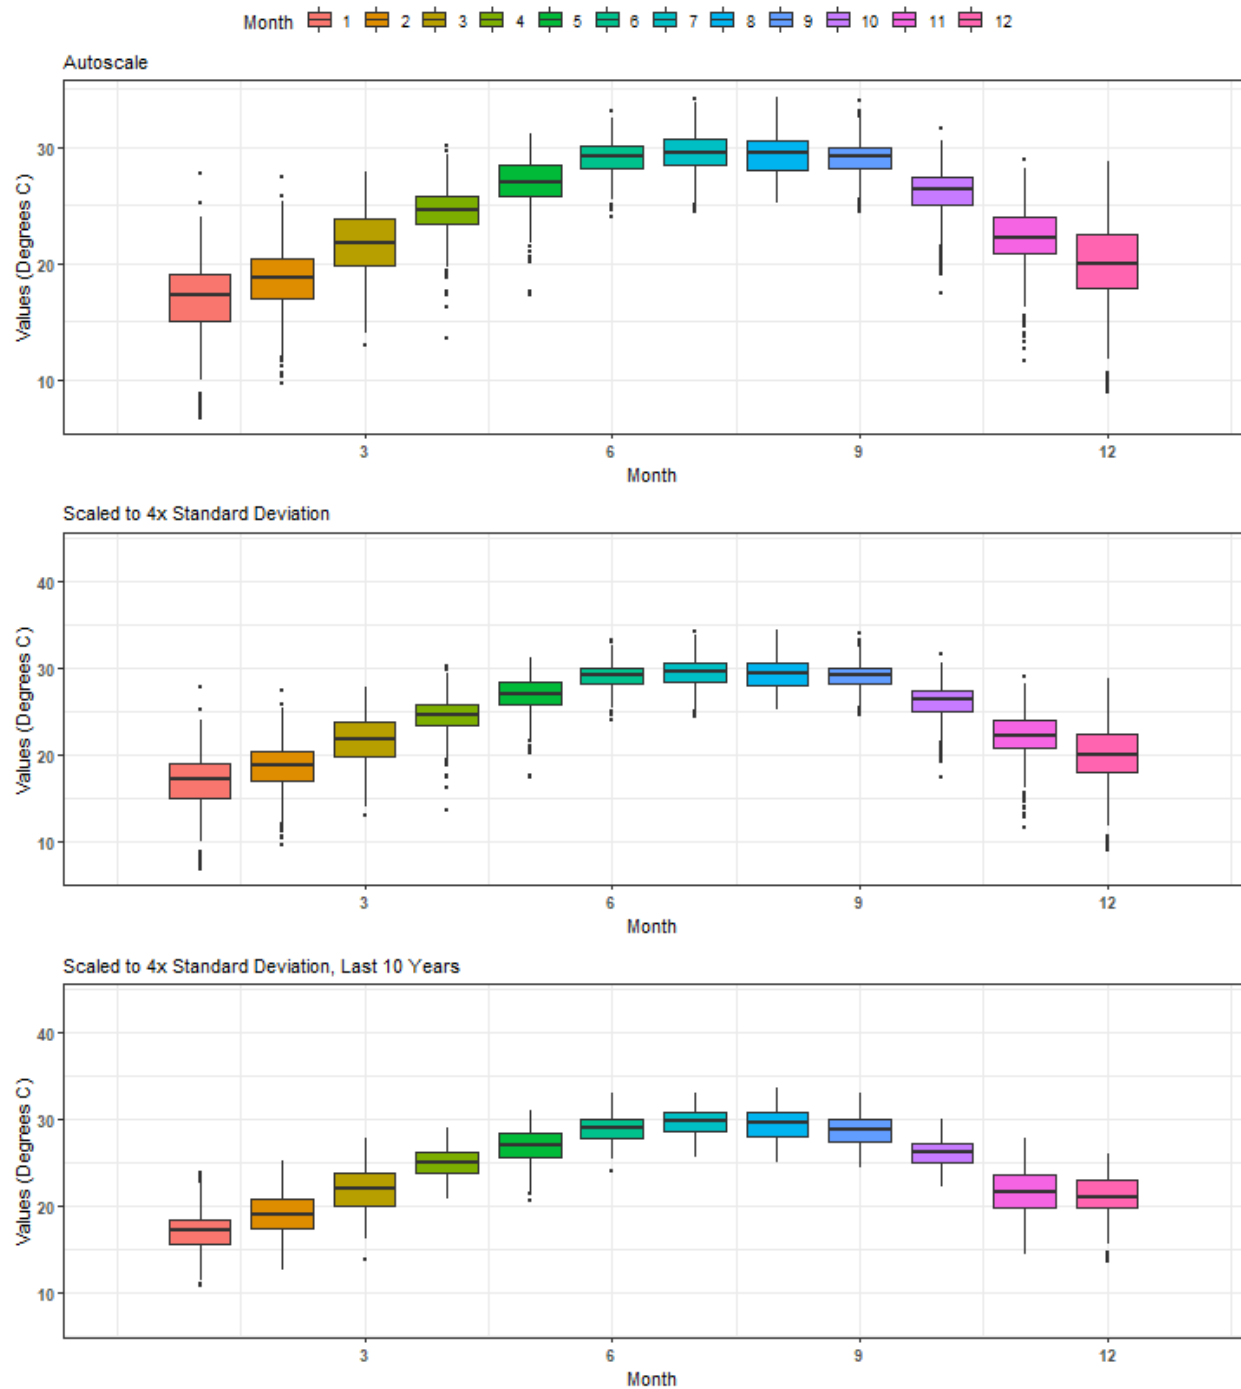 Month 1 2 3 4 5 6 7 8 9 10 11 12
Autoscale
Values (Degrees C)
30
20
10
3 6 9 12
Month
Scaled to 4x Standard Deviation
Values (Degrees C)
40
30
20
10
3 6 9 12
Month
Scaled to 4x Standard Deviation, Last 10 Years
Values (Degrees C)
40
30
20
10
3 6 9 12
Month